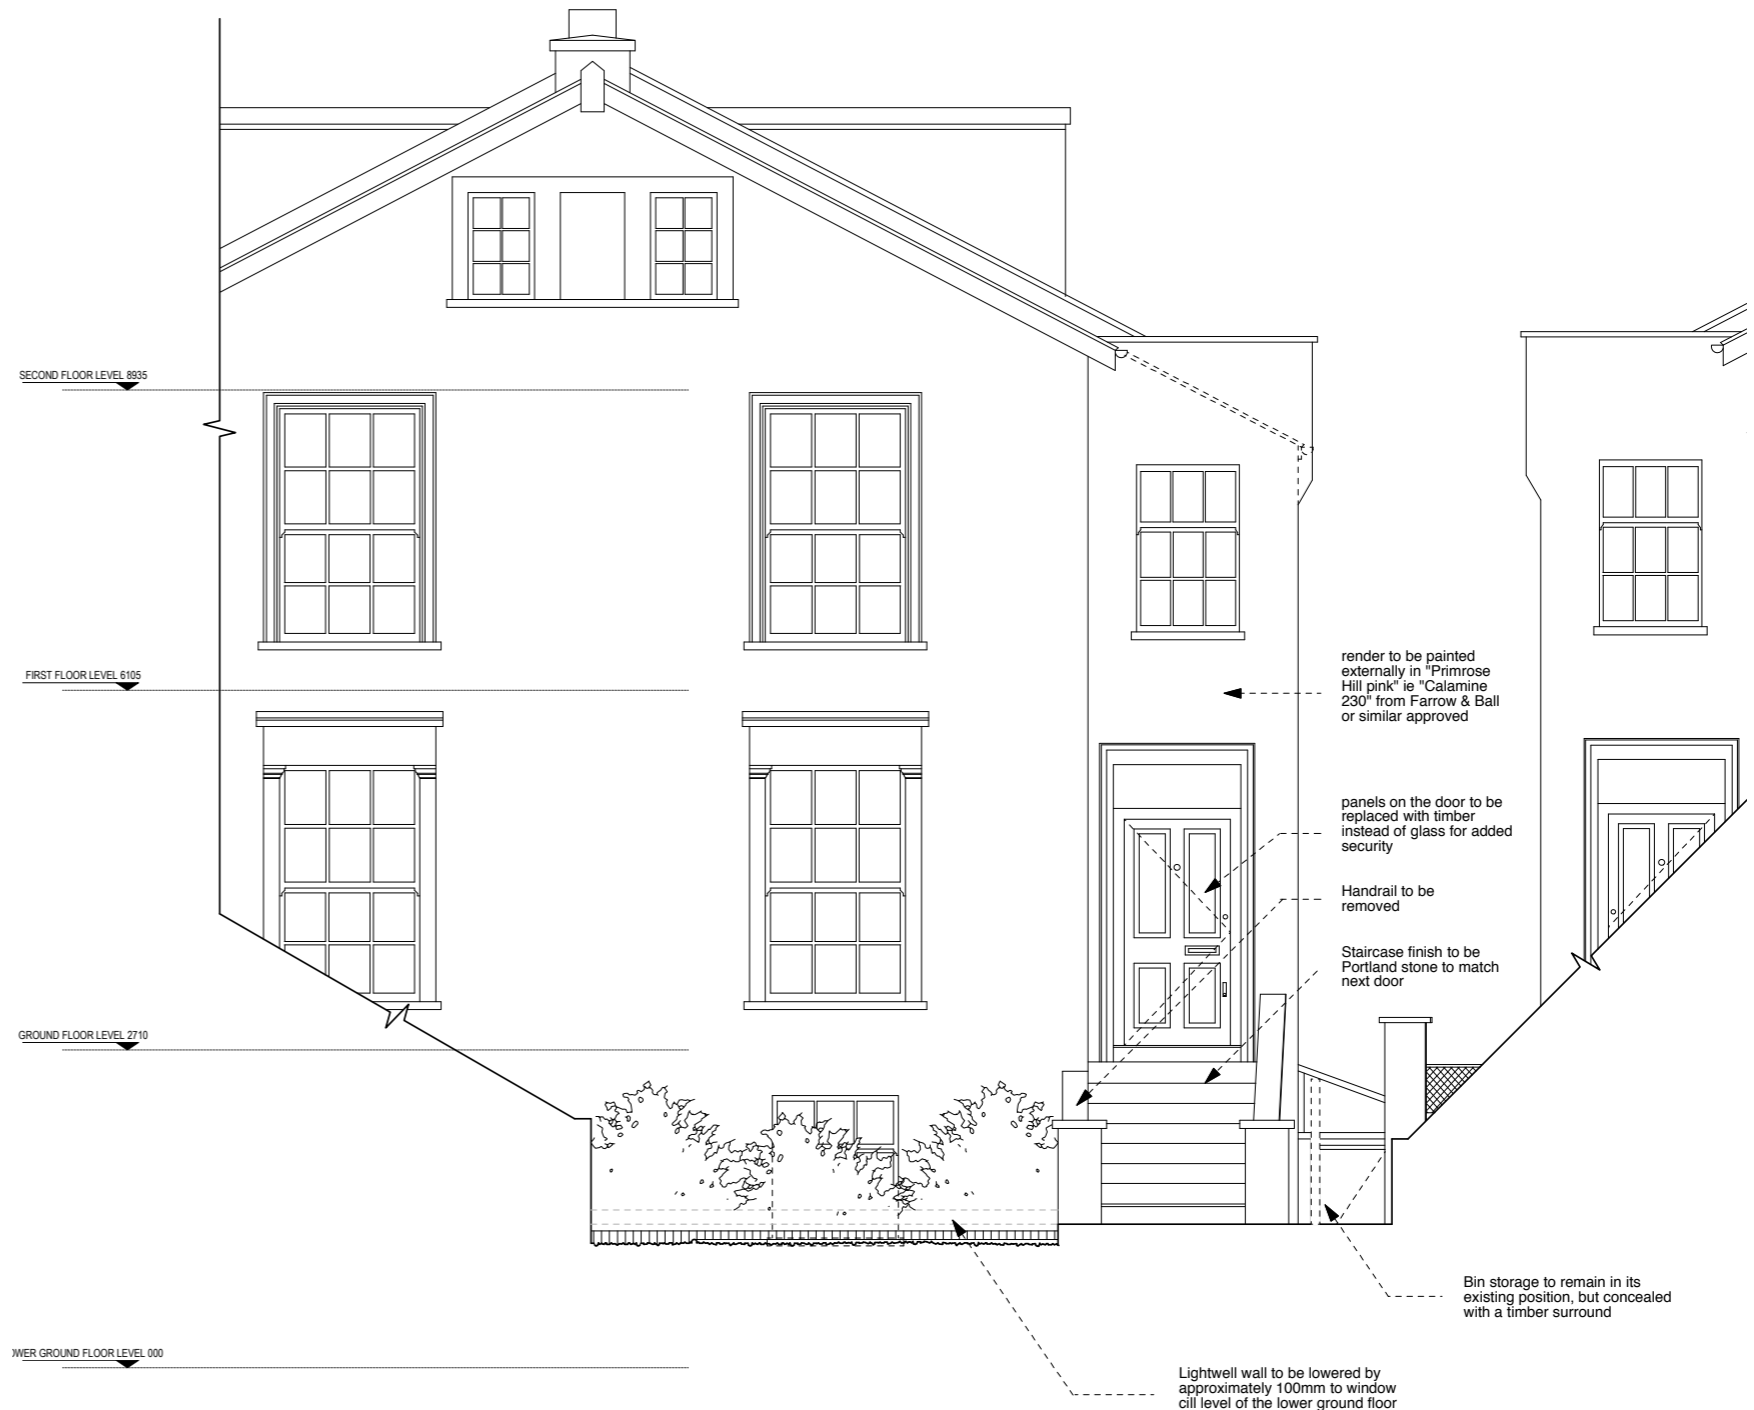 SECOND FLOOR LEVEL 8935
FIRST FLOOR LEVEL 6105
render to be painted
externally in "Primrose
Hill pink" ie "Calamine
230" from Farrow & Ball
or similar approved
panels on the door to be
replaced with timber
instead of glass for added
security
Handrail to be
removed
Staircase finish to be
Portland stone to match
next door
GROUND FLOOR LEVEL 2710
Bin storage to remain in its
existing position, but concealed
with a timber surround
OWER GROUND FLOOR LEVEL 000
Lightwell wall to be lowered by
approximately 100mm to window
cill level of the lower ground floor